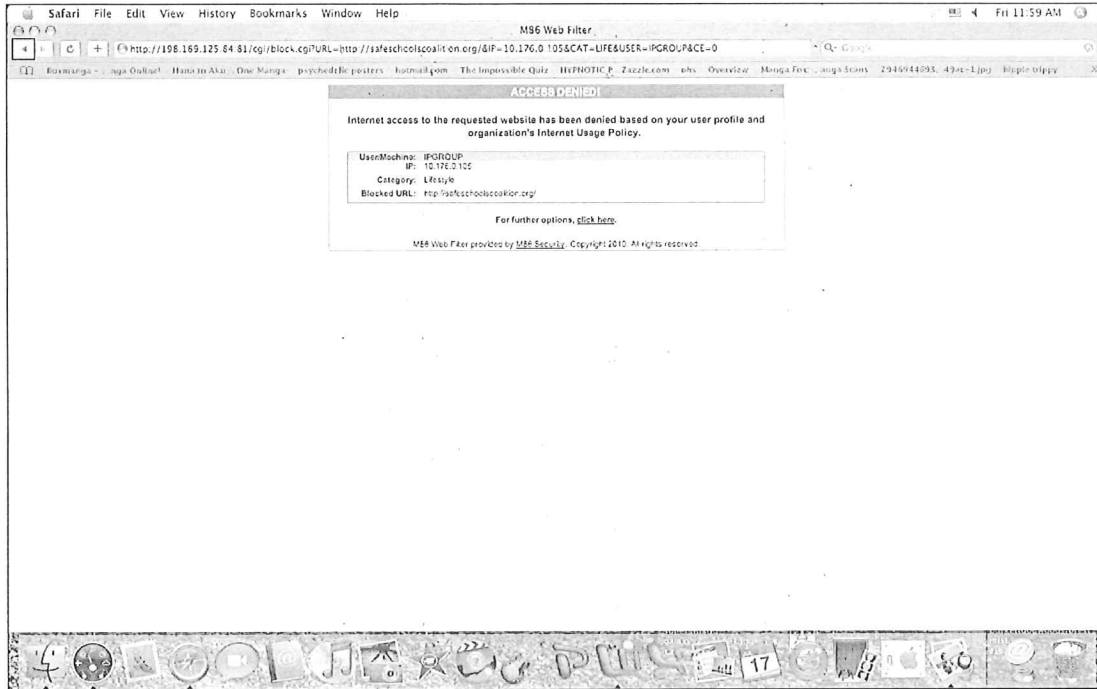 Safari File Edit View History Bookmarks Window Help Fri 11:59 AM
M86 Web Filter
http://198.169.125.84:81/cgi/block.cgi?URL=http://safeschoolscoalition.org/&IP=10.176.0.105&CAT=LIFE&USER=IPGROUP&CE=0 Google
Hana to Aku One Manga psychedelic posters hotmail.com The Impossible Quiz HYPNOTIC Zazzle.com phs Overview Manga Fox
ACCESS DENIED!
Internet access to the requested website has been denied based on your user profile and
organization's Internet Usage Policy.
User/Machine: IPGROUP
IP: 10.176.0.105
Category: Lifestyle
Blocked URL: http://safeschoolscoalition.org/
For further options, click here.
M86 Web Filter provided by M86 Security. Copyright 2010. All rights reserved.
17